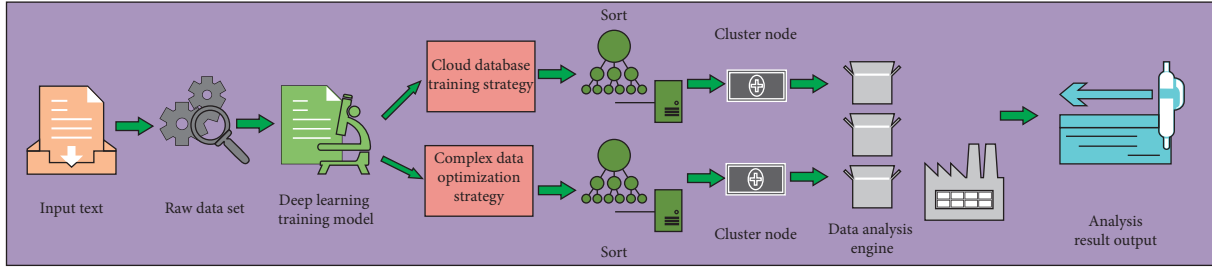 Input text
Raw data set
Deep learning
training model
Cloud database
training strategy
Complex data
optimization
strategy
Sort
Sort
Cluster node
Cluster node
Data analysis
engine
Analysis
result output